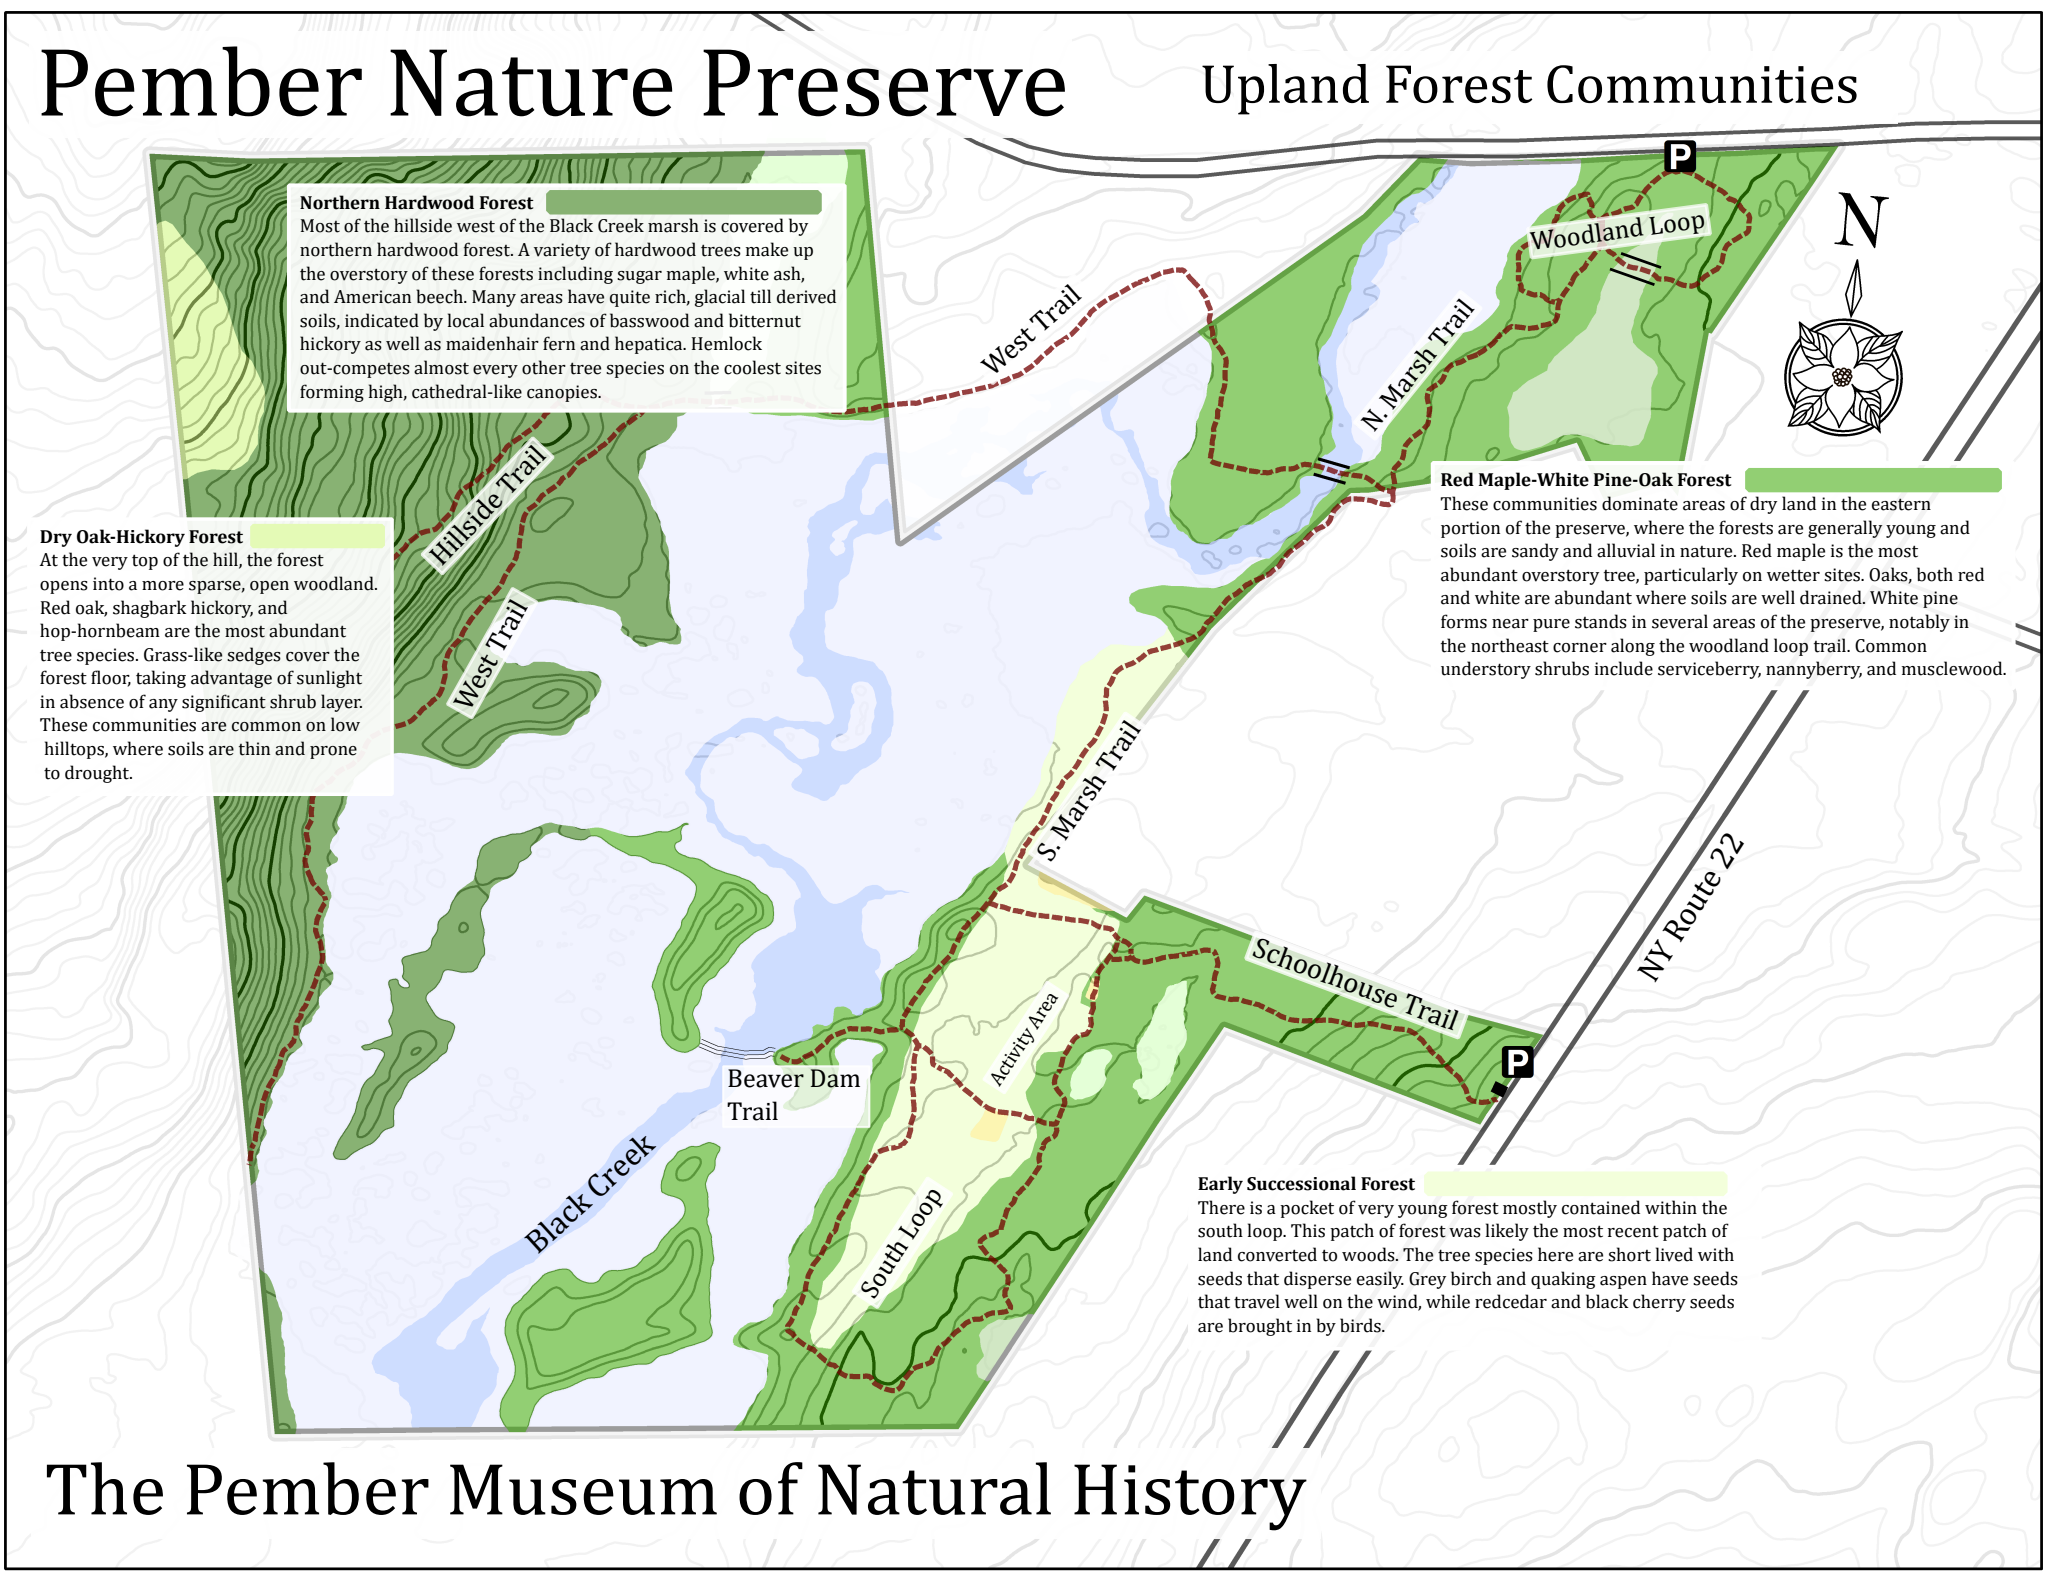 Pember Nature Preserve
Upland Forest Communities
P
N
Northern Hardwood Forest
Most of the hillside west of the Black Creek marsh is covered by
northern hardwood forest. A variety of hardwood trees make up
the overstory of these forests including sugar maple, white ash,
and American beech. Many areas have quite rich, glacial till derived
soils, indicated by local abundances of basswood and bitternut
hickory as well as maidenhair fern and hepatica. Hemlock
out-competes almost every other tree species on the coolest sites
forming high, cathedral-like canopies.
Woodland Loop
West Trail
N. Marsh Trail
Hillside Trail
Red Maple-White Pine-Oak Forest
These communities dominate areas of dry land in the eastern
portion of the preserve, where the forests are generally young and
soils are sandy and alluvial in nature. Red maple is the most
abundant overstory tree, particularly on wetter sites. Oaks, both red
and white are abundant where soils are well drained. White pine
forms near pure stands in several areas of the preserve, notably in
the northeast corner along the woodland loop trail. Common
understory shrubs include serviceberry, nannyberry, and musclewood.
Dry Oak-Hickory Forest
At the very top of the hill, the forest
opens into a more sparse, open woodland.
Red oak, shagbark hickory, and
hop-hornbeam are the most abundant
tree species. Grass-like sedges cover the
forest floor, taking advantage of sunlight
in absence of any significant shrub layer.
These communities are common on low
hilltops, where soils are thin and prone
to drought.
West Trail
S. Marsh Trail
NY Route 22
Schoolhouse Trail
Activity Area
P
Beaver Dam
Trail
Black Creek
South Loop
Early Successional Forest
There is a pocket of very young forest mostly contained within the
south loop. This patch of forest was likely the most recent patch of
land converted to woods. The tree species here are short lived with
seeds that disperse easily. Grey birch and quaking aspen have seeds
that travel well on the wind, while redcedar and black cherry seeds
are brought in by birds.
The Pember Museum of Natural History